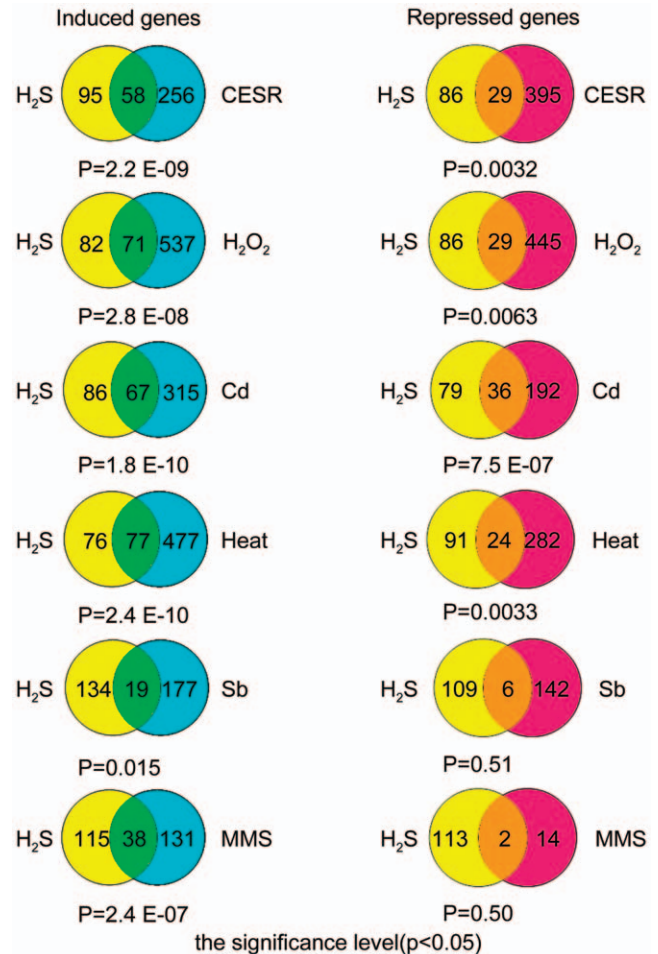 Induced genes Repressed genes
H₂S 95 58 256 CESR H₂S 86 29 395 CESR
P=2.2 E-09 P=0.0032
H₂S 82 71 537 H₂O₂ H₂S 86 29 445 H₂O₂
P=2.8 E-08 P=0.0063
H₂S 86 67 315 Cd H₂S 79 36 192 Cd
P=1.8 E-10 P=7.5 E-07
H₂S 76 77 477 Heat H₂S 91 24 282 Heat
P=2.4 E-10 P=0.0033
H₂S 134 19 177 Sb H₂S 109 6 142 Sb
P=0.015 P=0.51
H₂S 115 38 131 MMS H₂S 113 2 14 MMS
P=2.4 E-07 P=0.50
the significance level(p<0.05)